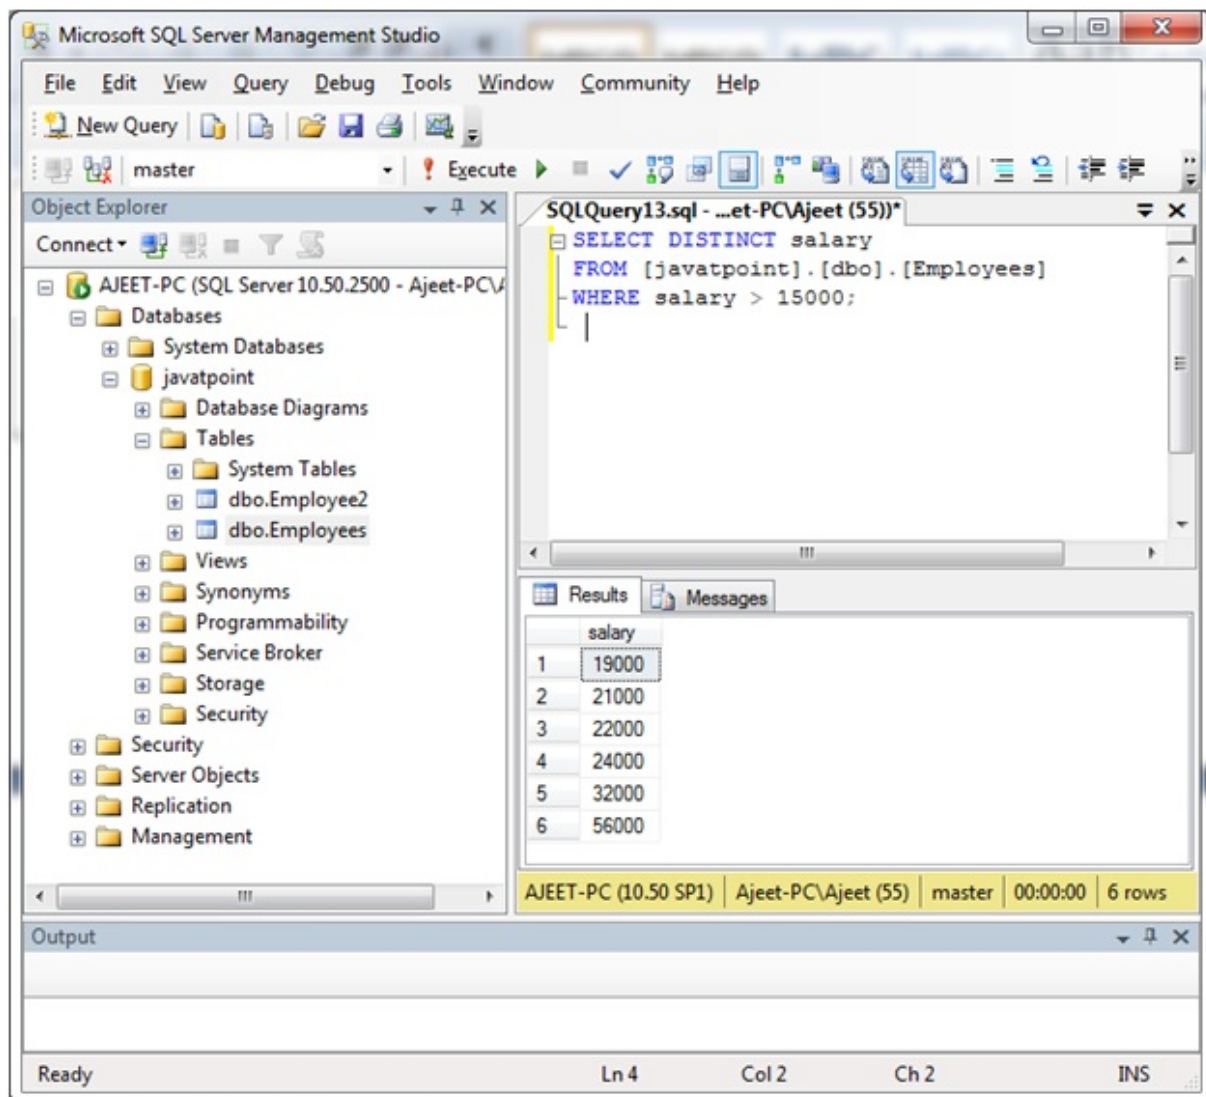 Microsoft SQL Server Management Studio
File Edit View Query Debug Tools Window Community Help
New Query
master Execute
Object Explorer
Connect
AJEET-PC (SQL Server 10.50.2500 - Ajeet-PC\A
Databases
System Databases
javatpoint
Database Diagrams
Tables
System Tables
dbo.Employee2
dbo.Employees
Views
Synonyms
Programmability
Service Broker
Storage
Security
Security
Server Objects
Replication
Management
SQLQuery13.sql - ...et-PC\Ajeet (55))*
SELECT DISTINCT salary
FROM [javatpoint].[dbo].[Employees]
WHERE salary > 15000;
Results Messages
salary
1 19000
2 21000
3 22000
4 24000
5 32000
6 56000
AJEET-PC (10.50 SP1) Ajeet-PC\Ajeet (55) master 00:00:00 6 rows
Output
Ready Ln 4 Col 2 Ch 2 INS